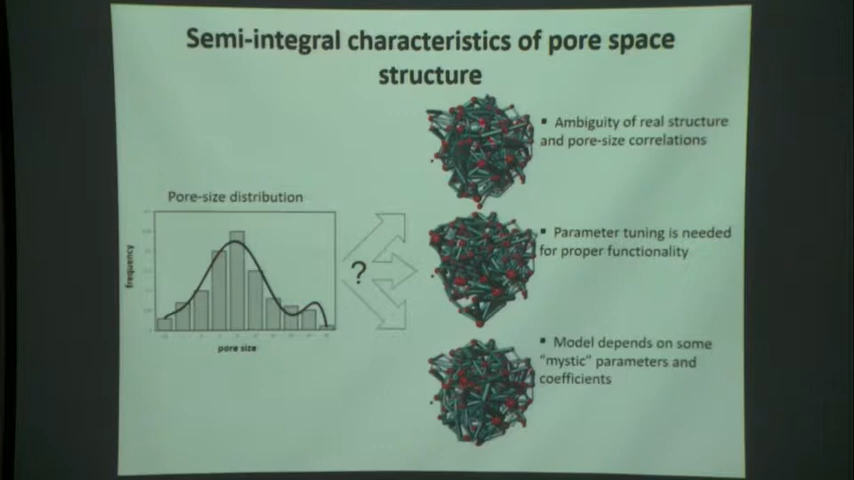 Semi-integral characteristics of pore space
structure
▪ Ambiguity of real structure
and pore-size correlations
Pore-size distribution
▪ Parameter tuning is needed
for proper functionality
?
frequency
pore size
▪ Model depends on some
“mystic” parameters and
coefficients